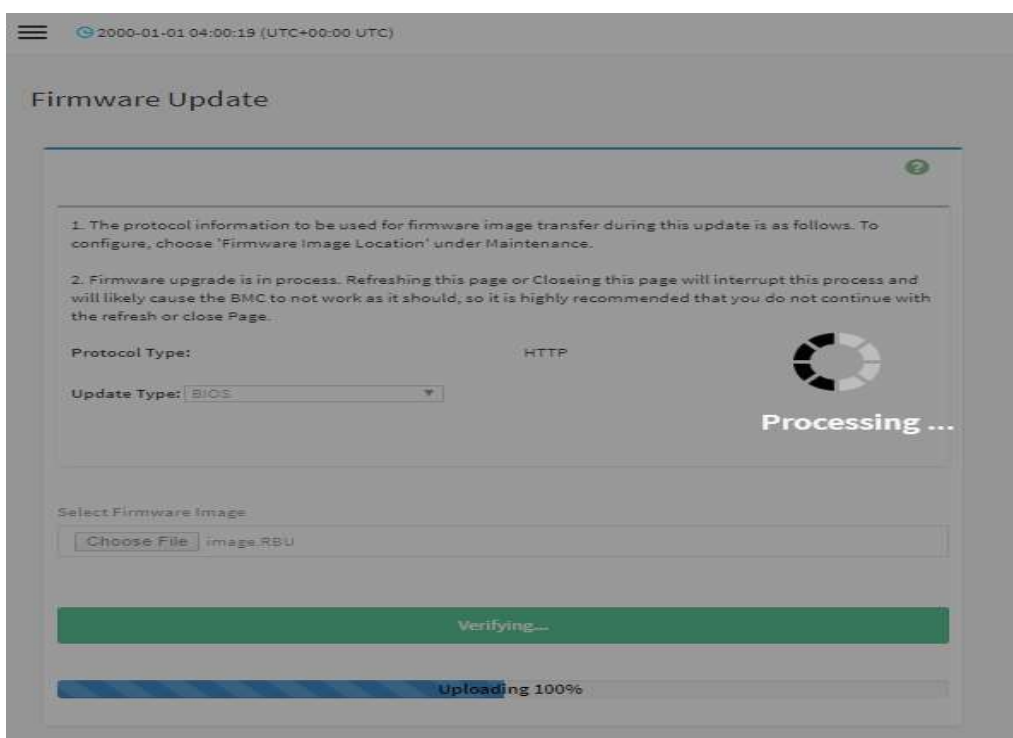 2000-01-01 04:00:19 (UTC+00:00 UTC)
Firmware Update
?
1. The protocol information to be used for firmware image transfer during this update is as follows. To
configure, choose 'Firmware Image Location' under Maintenance.
2. Firmware upgrade is in process. Refreshing this page or Closeing this page will interrupt this process and
will likely cause the BMC to not work as it should, so it is highly recommended that you do not continue with
the refresh or close Page.
Protocol Type: HTTP
Update Type: BIOS
Processing ...
Select Firmware Image
Choose File image.RBU
Verifying...
Uploading 100%